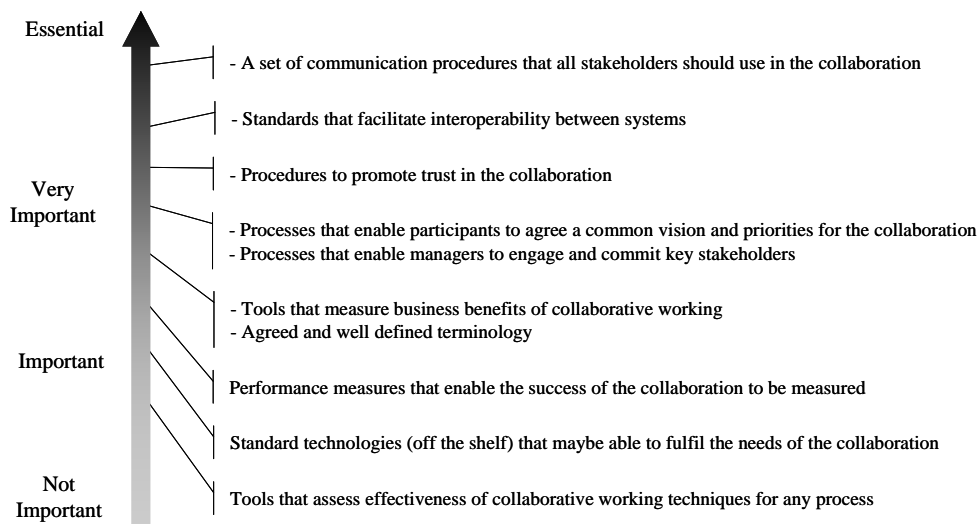 Essential
- A set of communication procedures that all stakeholders should use in the collaboration
- Standards that facilitate interoperability between systems
- Procedures to promote trust in the collaboration
Very
Important
- Processes that enable participants to agree a common vision and priorities for the collaboration
- Processes that enable managers to engage and commit key stakeholders
- Tools that measure business benefits of collaborative working
- Agreed and well defined terminology
Important
Performance measures that enable the success of the collaboration to be measured
Standard technologies (off the shelf) that maybe able to fulfil the needs of the collaboration
Not
Important
Tools that assess effectiveness of collaborative working techniques for any process